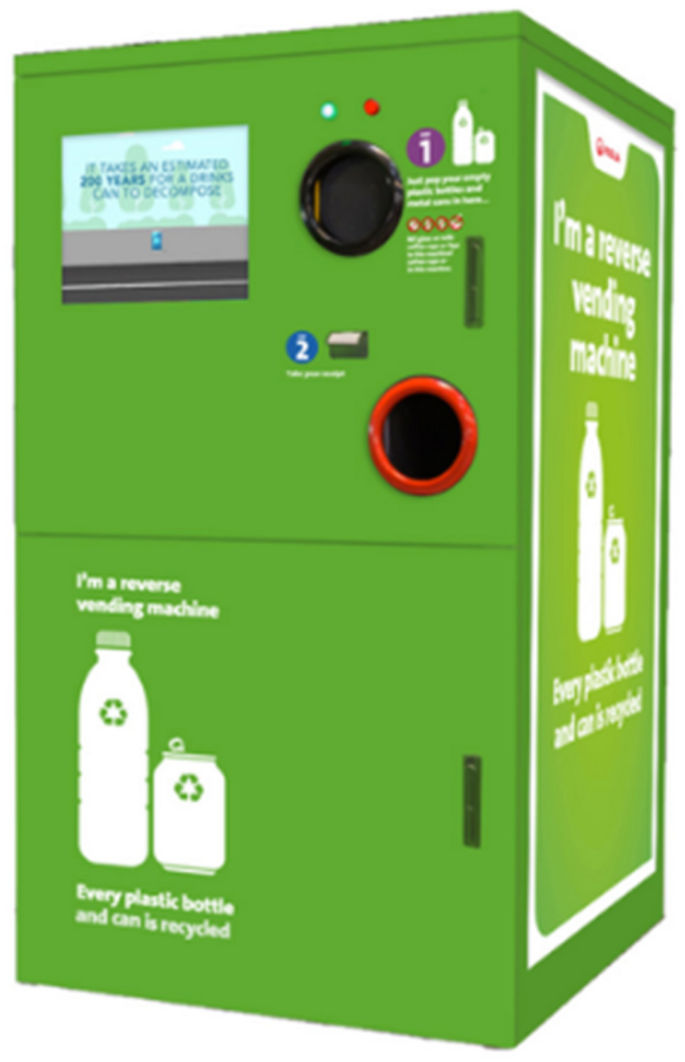 IT TAKES AN ESTIMATED
200 YEARS FOR A DRINKS
CAN TO DECOMPOSE
1
Just pop your empty
plastic bottles and
metal cans in here...
2
Take your receipt
I'm a reverse
vending machine
Every plastic bottle
and can is recycled
VEOLIA
I'm a reverse
vending
machine
Every plastic bottle
and can is recycled